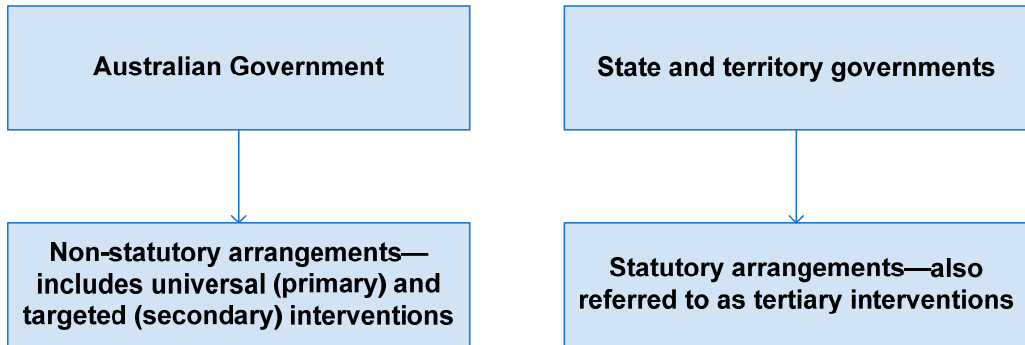 Australian Government
State and territory governments
Non-statutory arrangements—
includes universal (primary) and
targeted (secondary) interventions
Statutory arrangements—also
referred to as tertiary interventions